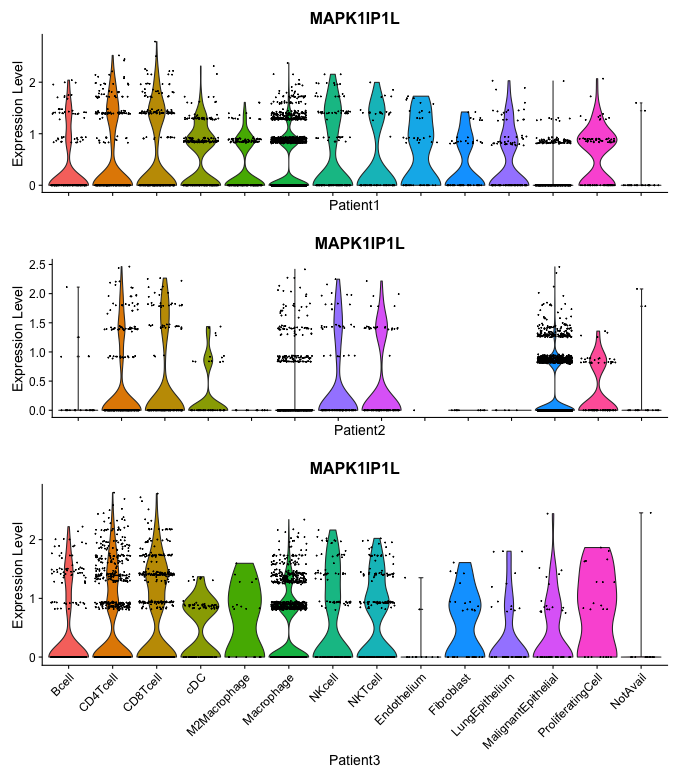 MAPK1IP1L
Expression Level
2
1
0
Patient1
MAPK1IP1L
Expression Level
2.5
2.0
1.5
1.0
0.5
0.0
Patient2
MAPK1IP1L
Expression Level
2
1
0
Bcell
CD4Tcell
CD8Tcell
cDC
M2Macrophage
Macrophage
NKcell
NKTcell
Endothelium
Fibroblast
LungEpithelium
MalignantEpithelial
ProliferatingCell
NotAvail
Patient3